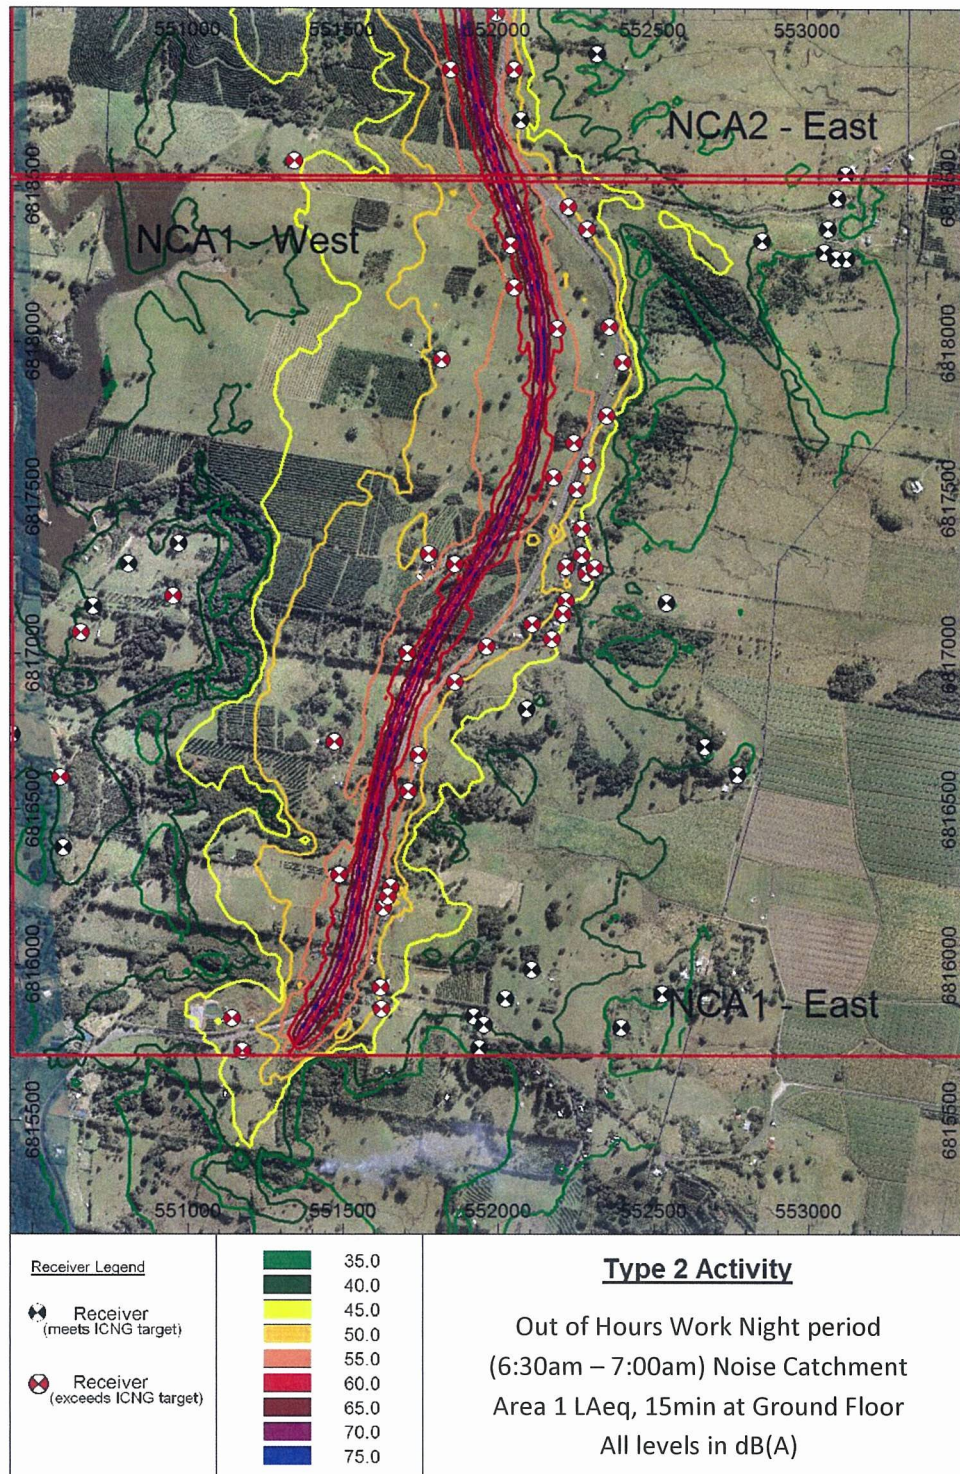 551000 551500 552000 552500 553000
NCA2 - East
6818500 6818500
NCA1 - West
6818000 6818000
6817500 6817500
6817000 6817000
6816500 6816500
6816000 6816000
NCA1 - East
6815500 6815500
551000 551500 552000 552500 553000
Receiver Legend
Receiver
(meets ICNG target)
Receiver
(exceeds ICNG target)
35.0
40.0
45.0
50.0
55.0
60.0
65.0
70.0
75.0
Type 2 Activity
Out of Hours Work Night period
(6:30am – 7:00am) Noise Catchment
Area 1 LAeq, 15min at Ground Floor
All levels in dB(A)